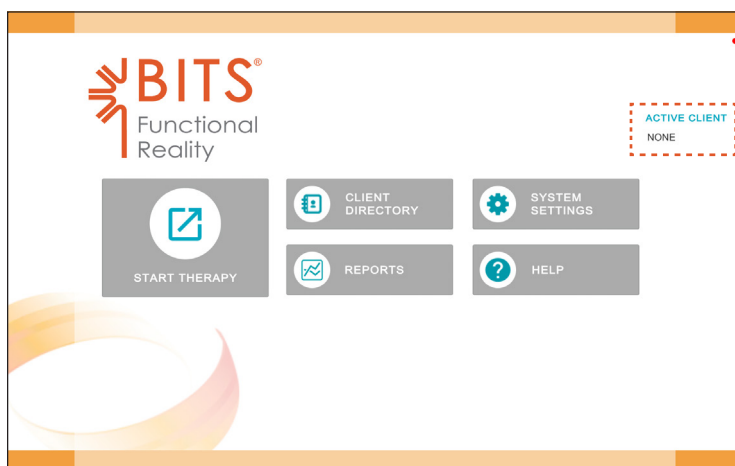 BITS®
Functional
Reality
ACTIVE CLIENT
NONE
START THERAPY
CLIENT
DIRECTORY
SYSTEM
SETTINGS
REPORTS
HELP